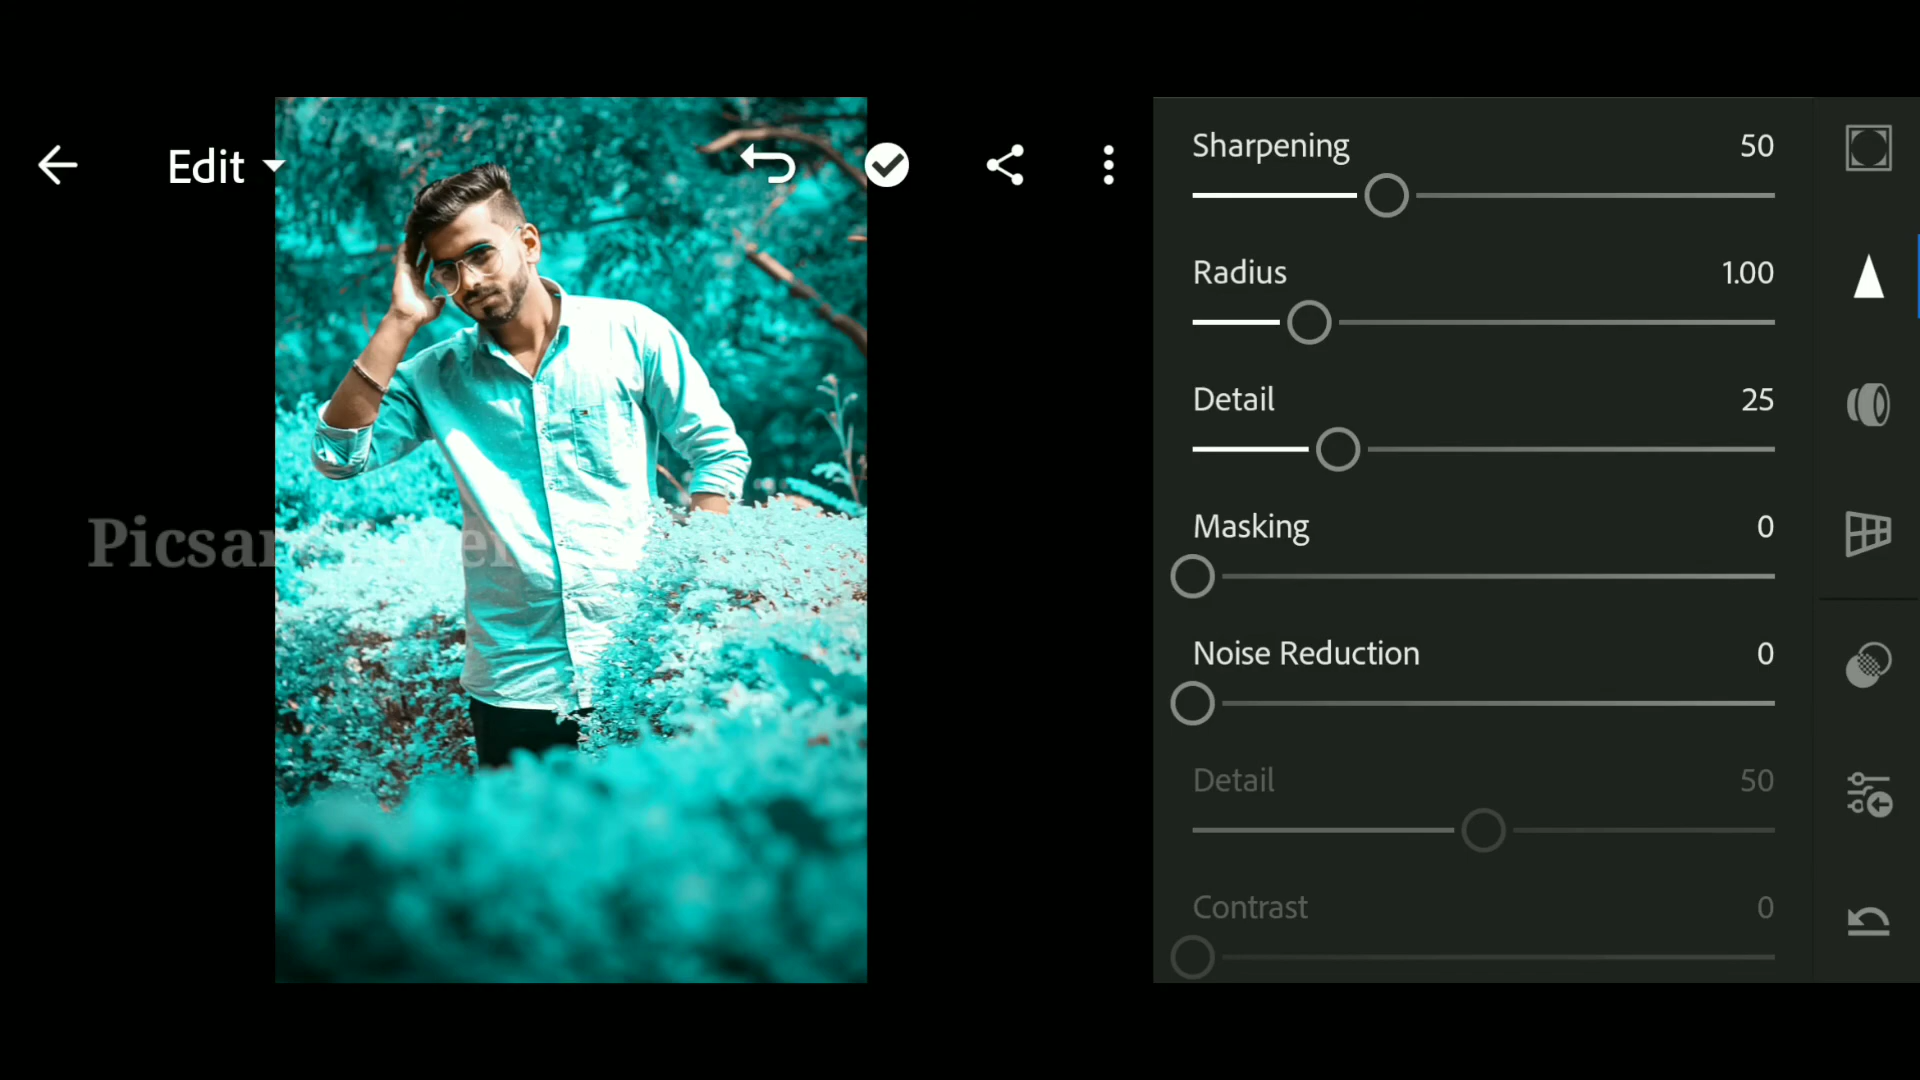 Edit
Sharpening 50
Radius 1.00
Detail 25
Masking 0
Noise Reduction 0
Detail 50
Contrast 0